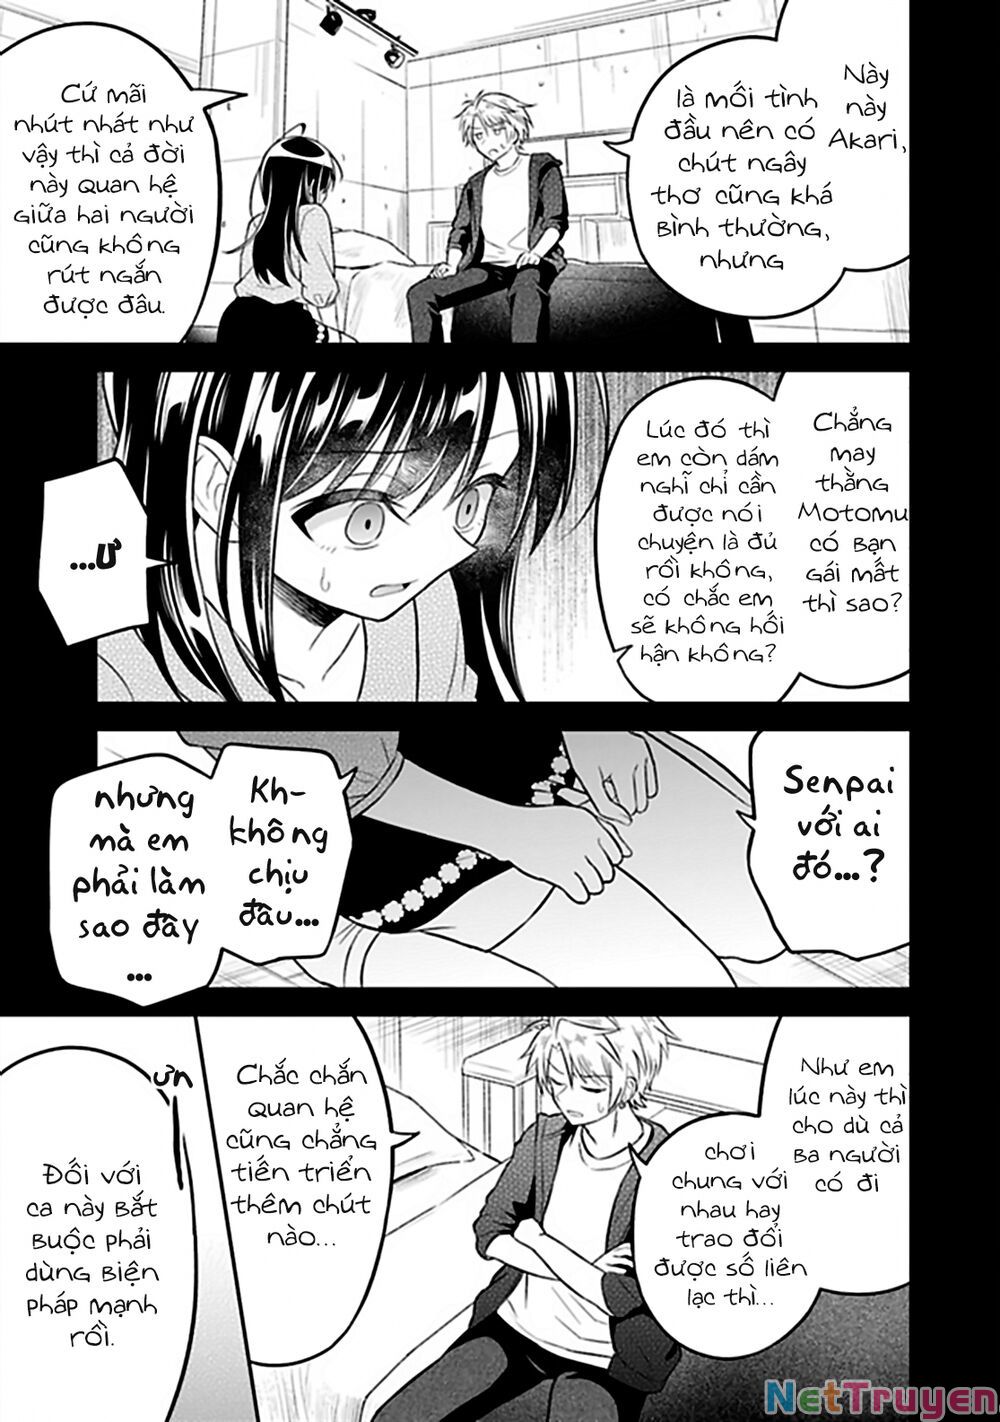 Này
này
Akari,
là mối tình
đầu nên có
chút ngây
thơ cũng khá
bình thường,
nhưng
Cứ mãi
nhút nhát như
vậy thì cả đời
này quan hệ
giữa hai người
cũng không
rút ngắn
được đâu.
Chẳng
may
thằng
Motomu
có bạn
gái mất
thì sao?
Lúc đó thì
em còn dám
nghĩ chỉ cần
được nói
chuyện là đủ
rồi không,
có chắc em
sẽ không hối
hận không?
...Ư
Senpai
với ai
đó...?
Kh-
không
chịu
đâu...
nhưng
mà em
phải làm
sao đây
...
Như em
lúc này thì
cho dù cả
ba người
có đi
chơi
chung với
nhau hay
trao đổi
được số liên
lạc thì...
Chắc chắn
quan hệ
cũng chẳng
tiến triển
thêm chút
nào...
ưn
Đối với
ca này bắt
buộc phải
dùng biện
pháp mạnh
rồi.
NetTruyen